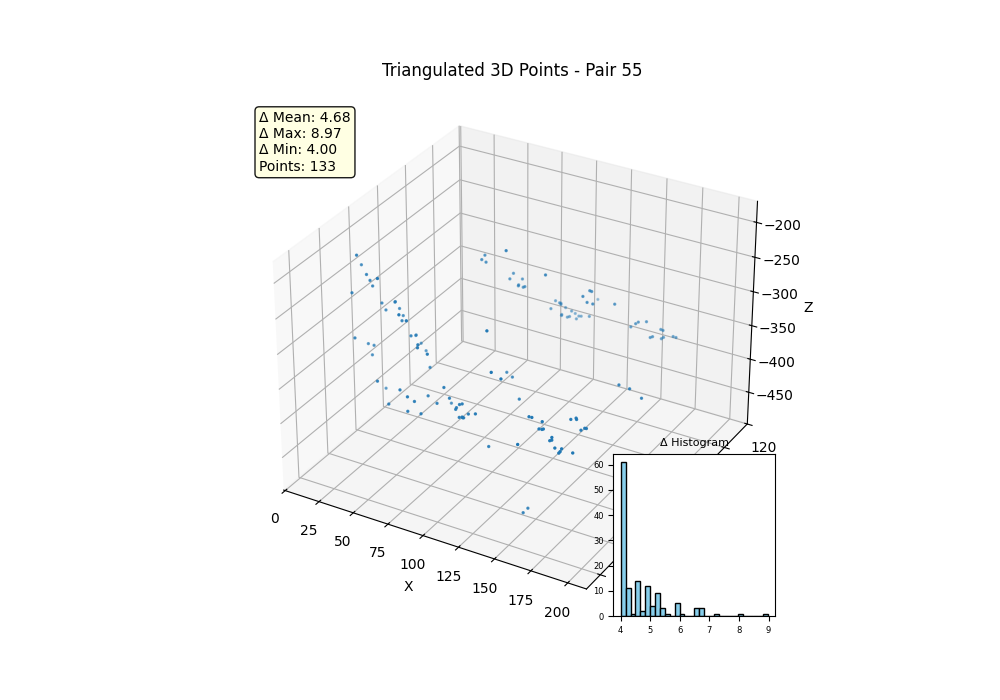 Triangulated 3D Points - Pair 55
Δ Mean: 4.68
Δ Max: 8.97
Δ Min: 4.00
Points: 133
−200
−250
−300
Z
−350
−400
−450
Δ Histogram
120
60
50
40
30
20
10
0
4 5 6 7 8 9
0
25
50
75
100
125
150
175
200
X